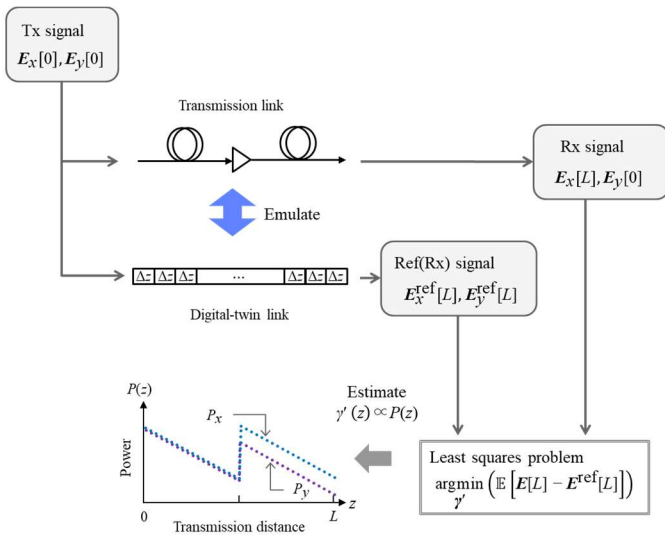 Tx signal
E_x[0], E_y[0]
Transmission link
Rx signal
E_x[L], E_y[0]
Emulate
Δz Δz Δz ... Δz Δz Δz
Digital-twin link
Ref(Rx) signal
E_x^ref[L], E_y^ref[L]
Estimate
γ′(z) ∝ P(z)
P(z)
Power
P_x
P_y
0
L
z
Transmission distance
Least squares problem
argmin (𝔼 [E[L] − E^ref[L]])
γ′